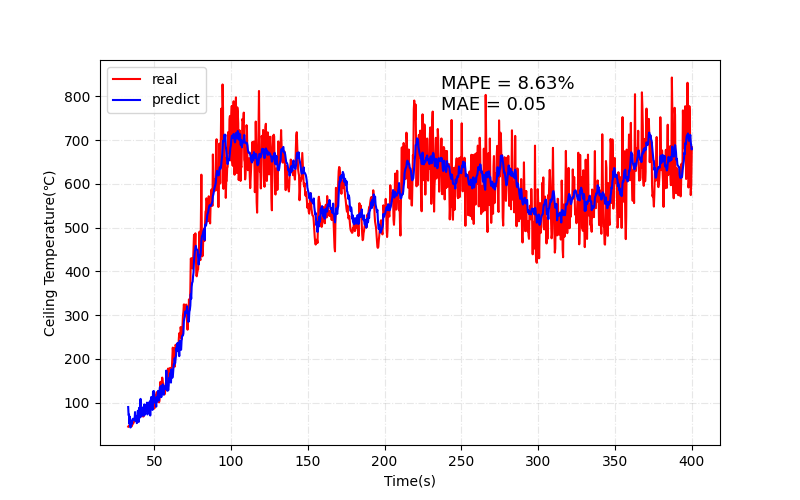 real
predict
MAPE = 8.63%
MAE = 0.05
800
700
600
500
400
300
200
100
Ceiling Temperature(℃)
50 100 150 200 250 300 350 400
Time(s)